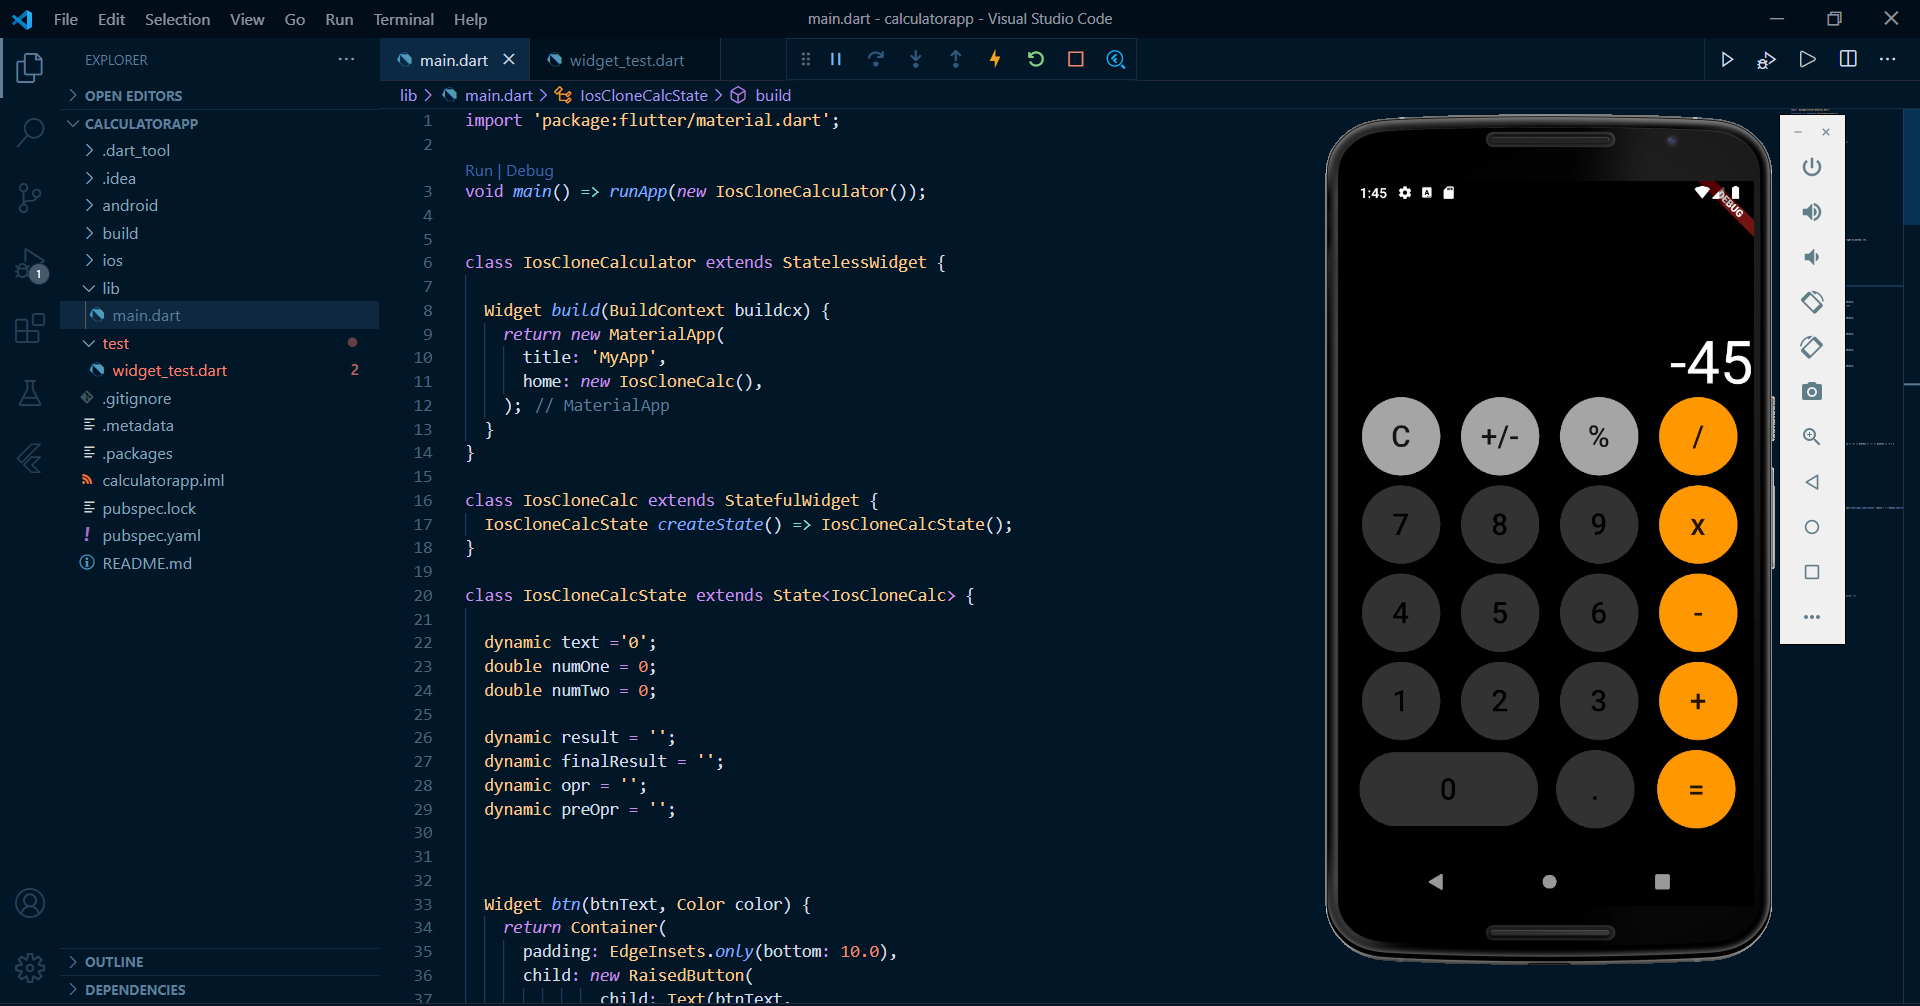 File Edit Selection View Go Run Terminal Help
main.dart - calculatorapp - Visual Studio Code
EXPLORER
OPEN EDITORS
CALCULATORAPP
.dart_tool
.idea
android
build
ios
lib
main.dart
test
widget_test.dart 2
.gitignore
.metadata
.packages
calculatorapp.iml
pubspec.lock
pubspec.yaml
README.md
OUTLINE
DEPENDENCIES
1
main.dart
widget_test.dart
lib > main.dart > IosCloneCalcState > build
1 import 'package:flutter/material.dart';
2
Run | Debug
3 void main() => runApp(new IosCloneCalculator());
4
5
6 class IosCloneCalculator extends StatelessWidget {
7
8 Widget build(BuildContext buildcx) {
9 return new MaterialApp(
10 title: 'MyApp',
11 home: new IosCloneCalc(),
12 ); // MaterialApp
13 }
14 }
15
16 class IosCloneCalc extends StatefulWidget {
17 IosCloneCalcState createState() => IosCloneCalcState();
18 }
19
20 class IosCloneCalcState extends State<IosCloneCalc> {
21
22 dynamic text ='0';
23 double numOne = 0;
24 double numTwo = 0;
25
26 dynamic result = '';
27 dynamic finalResult = '';
28 dynamic opr = '';
29 dynamic preOpr = '';
30
31
32
33 Widget btn(btnText, Color color) {
34 return Container(
35 padding: EdgeInsets.only(bottom: 10.0),
36 child: new RaisedButton(
37 child: Text(btnText,
1:45
DEBUG
-45
C +/- % /
7 8 9 x
4 5 6 -
1 2 3 +
0 . =